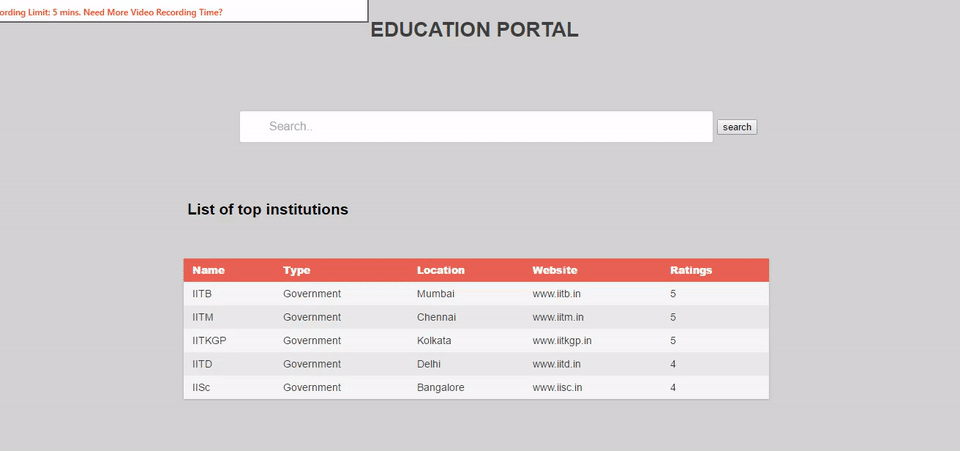 ording Limit: 5 mins. Need More Video Recording Time?
EDUCATION PORTAL
Search..
search
List of top institutions
Name Type Location Website Ratings
IITB Government Mumbai www.iitb.in 5
IITM Government Chennai www.iitm.in 5
IITKGP Government Kolkata www.iitkgp.in 5
IITD Government Delhi www.iitd.in 4
IISc Government Bangalore www.iisc.in 4